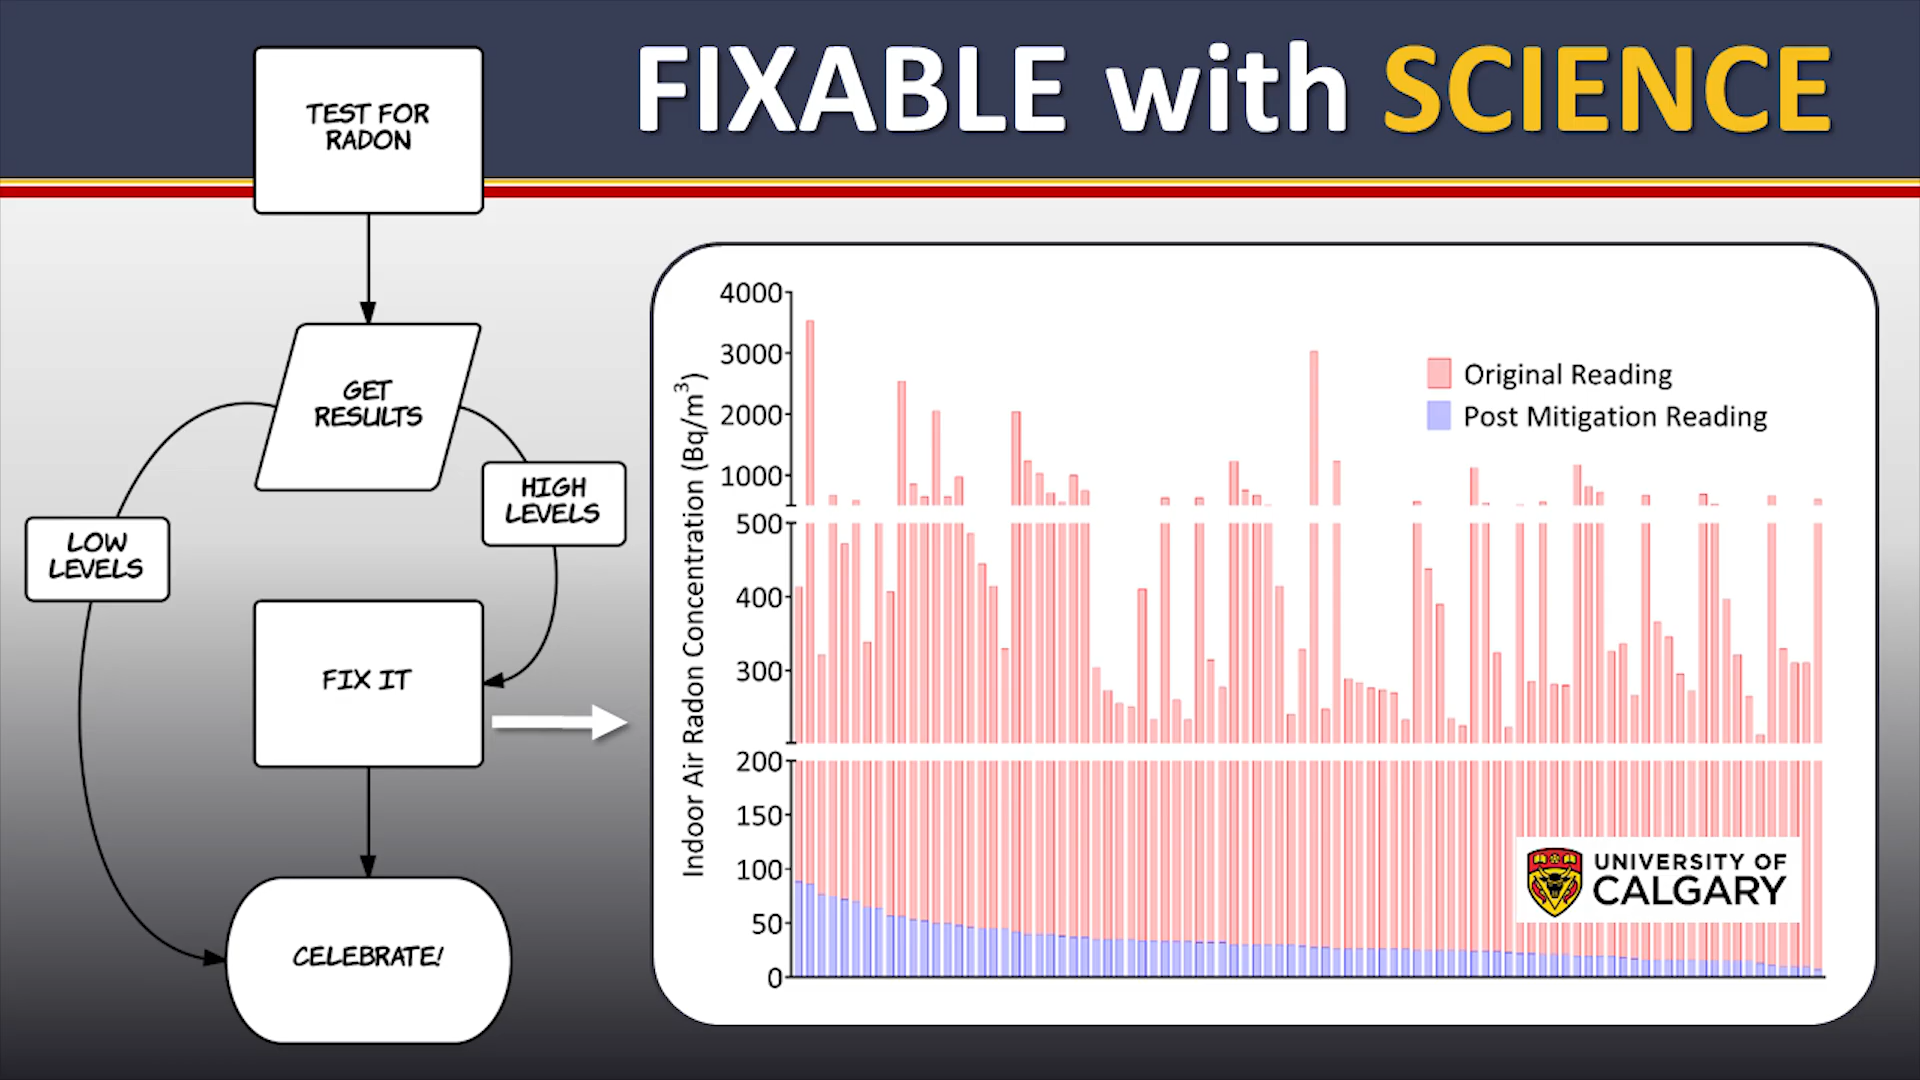 FIXABLE with SCIENCE
TEST FOR
RADON
GET
RESULTS
HIGH
LEVELS
LOW
LEVELS
FIX IT
CELEBRATE!
Indoor Air Radon Concentration (Bq/m³)
4000
3000
2000
1000
500
400
300
200
150
100
50
0
Original Reading
Post Mitigation Reading
UNIVERSITY OF
CALGARY